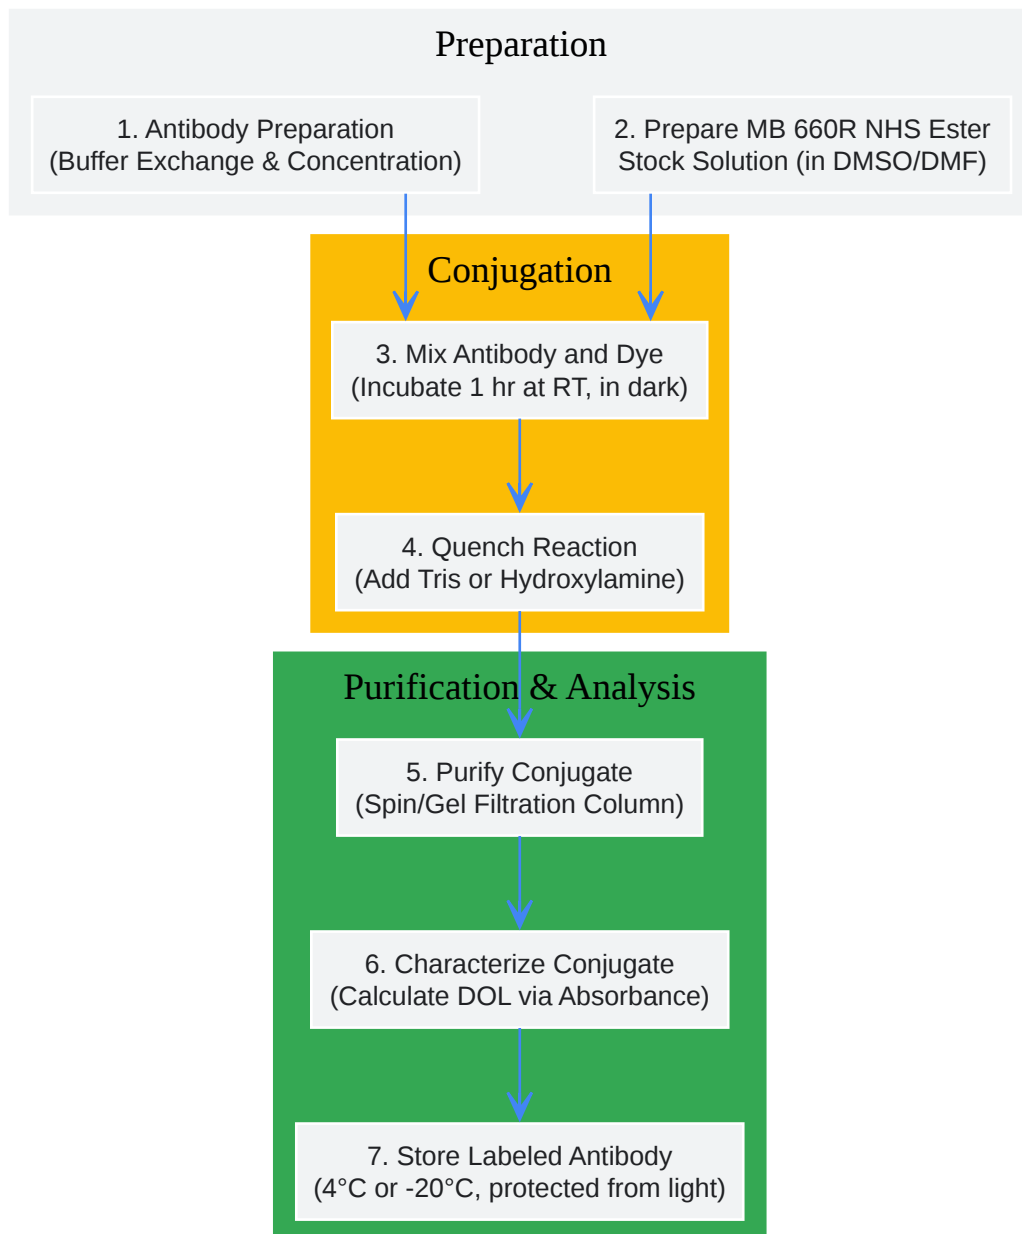 Preparation
1. Antibody Preparation
(Buffer Exchange & Concentration)
2. Prepare MB 660R NHS Ester
Stock Solution (in DMSO/DMF)
Conjugation
3. Mix Antibody and Dye
(Incubate 1 hr at RT, in dark)
4. Quench Reaction
(Add Tris or Hydroxylamine)
Purification & Analysis
5. Purify Conjugate
(Spin/Gel Filtration Column)
6. Characterize Conjugate
(Calculate DOL via Absorbance)
7. Store Labeled Antibody
(4°C or -20°C, protected from light)